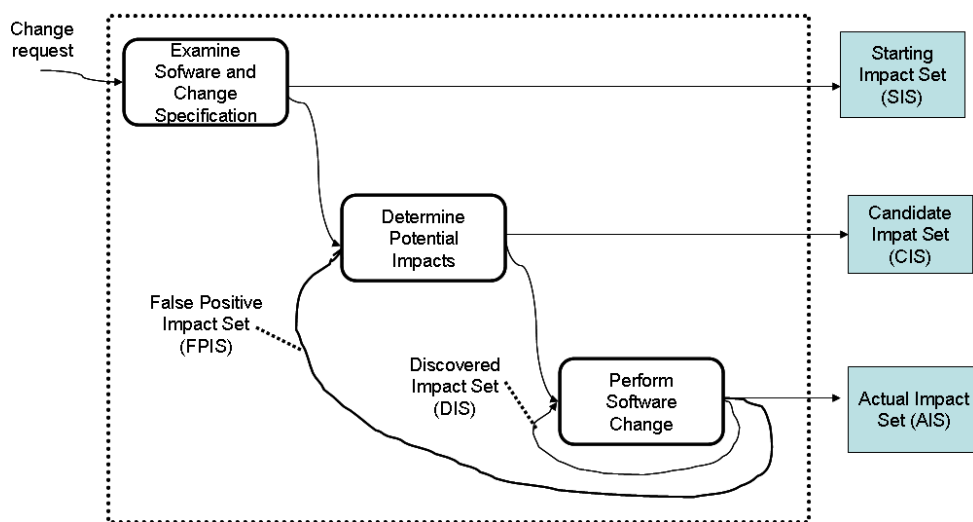 Change
request
Examine
Sofware and
Change
Specification
Starting
Impact Set
(SIS)
Determine
Potential
Impacts
Candidate
Impat Set
(CIS)
False Positive
Impact Set
(FPIS)
Discovered
Impact Set
(DIS)
Perform
Software
Change
Actual Impact
Set (AIS)